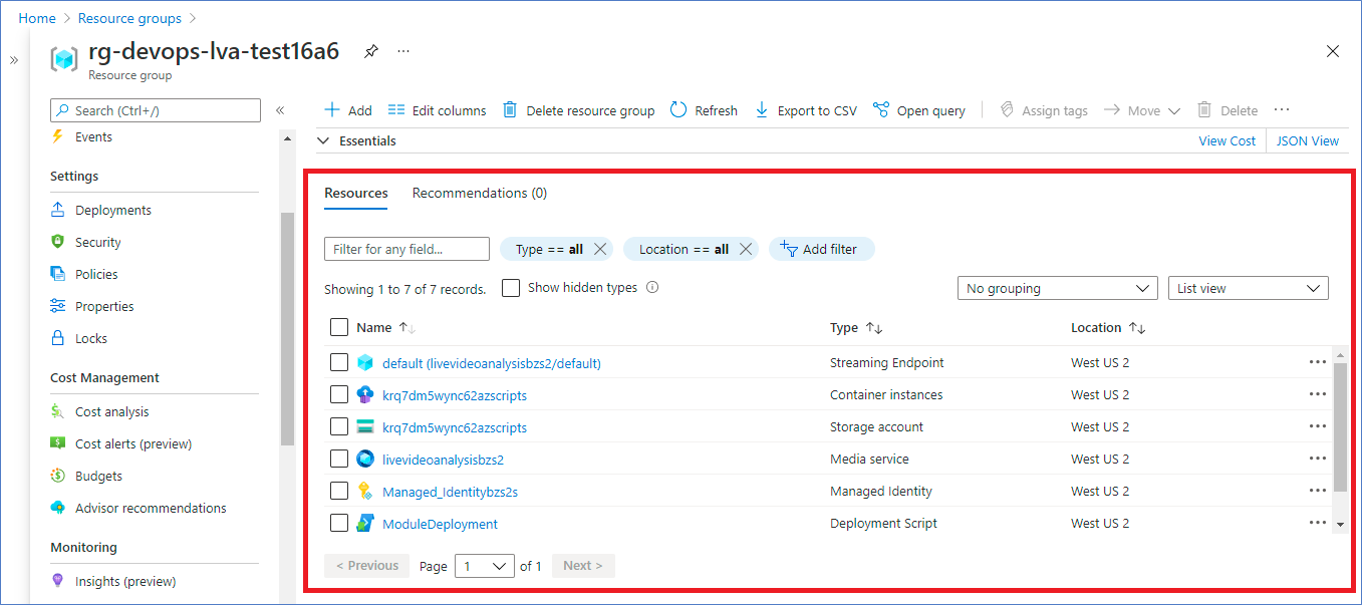 Home > Resource groups >
»
rg-devops-lva-test16a6 ...
Resource group
Search (Ctrl+/) «
Events
Settings
Deployments
Security
Policies
Properties
Locks
Cost Management
Cost analysis
Cost alerts (preview)
Budgets
Advisor recommendations
Monitoring
Insights (preview)
Add Edit columns Delete resource group Refresh Export to CSV Open query Assign tags Move Delete ...
Essentials View Cost JSON View
Resources Recommendations (0)
Filter for any field... Type == all Location == all Add filter
Showing 1 to 7 of 7 records. Show hidden types No grouping List view
Name Type Location
default (livevideoanalysisbzs2/default) Streaming Endpoint West US 2 ...
krq7dm5wync62azscripts Container instances West US 2 ...
krq7dm5wync62azscripts Storage account West US 2 ...
livevideoanalysisbzs2 Media service West US 2 ...
Managed_Identitybzs2s Managed Identity West US 2 ...
ModuleDeployment Deployment Script West US 2 ...
< Previous Page 1 of 1 Next >